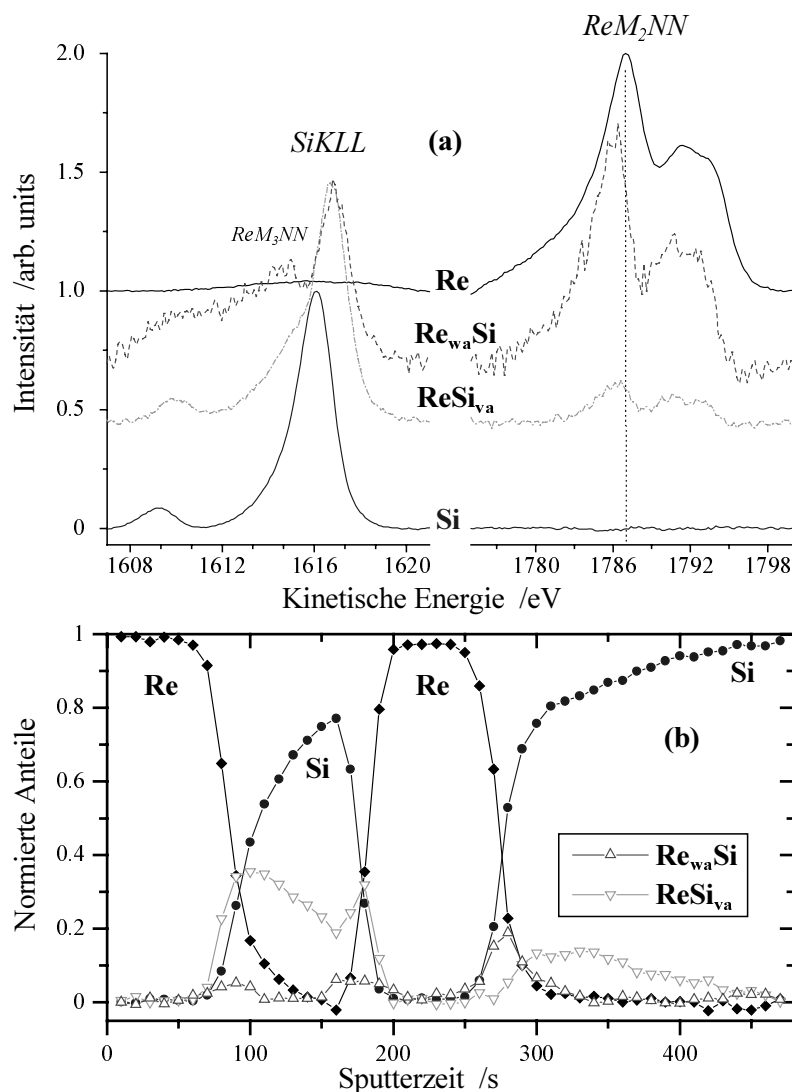 SiKLL
(a)
ReM2NN
ReM3NN
Intensität /arb. units
2.0
1.5
1.0
0.5
0
Re
RewaSi
ReSiva
Si
1608
1612
1616
1620
1780
1786
1792
1798
Kinetische Energie /eV
Normierte Anteile
1
0.8
0.6
0.4
0.2
0
Re
Si
Re
Si
(b)
RewaSi
ReSiva
0
100
200
300
400
Sputterzeit /s